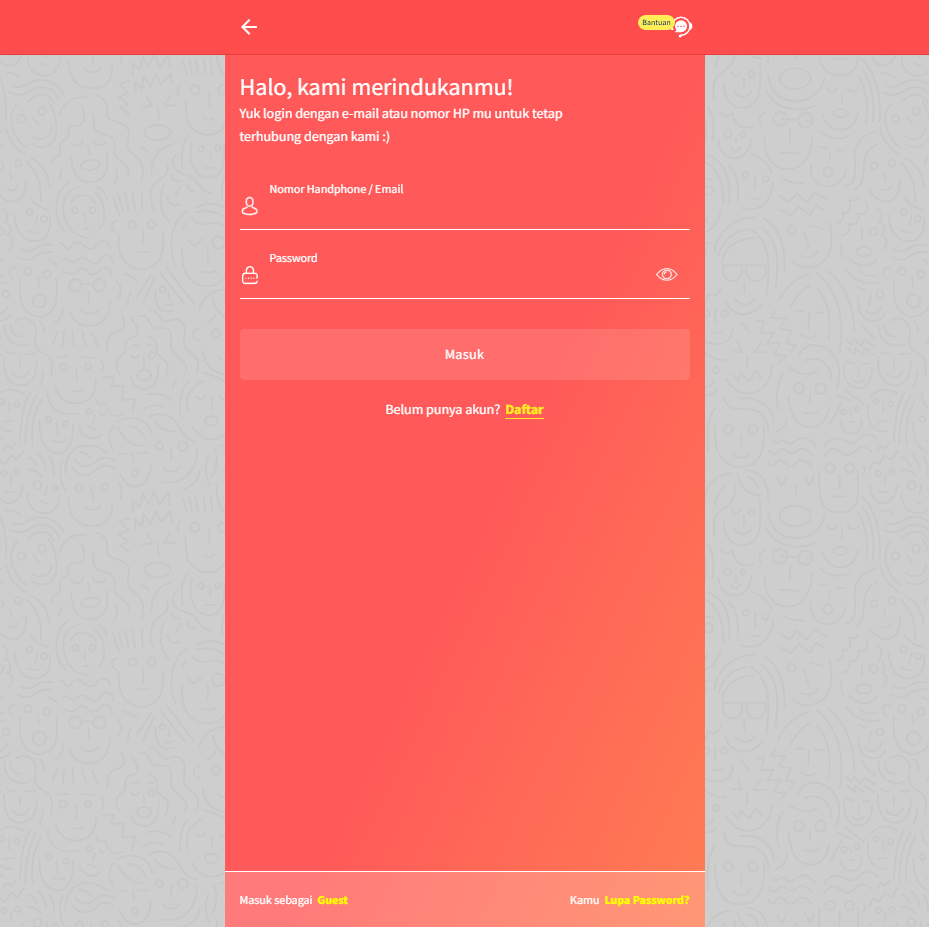 Bantuan
Halo, kami merindukanmu!
Yuk login dengan e-mail atau nomor HP mu untuk tetap
terhubung dengan kami :)
Nomor Handphone / Email
Password
Masuk
Belum punya akun? Daftar
Masuk sebagai Guest
Kamu Lupa Password?